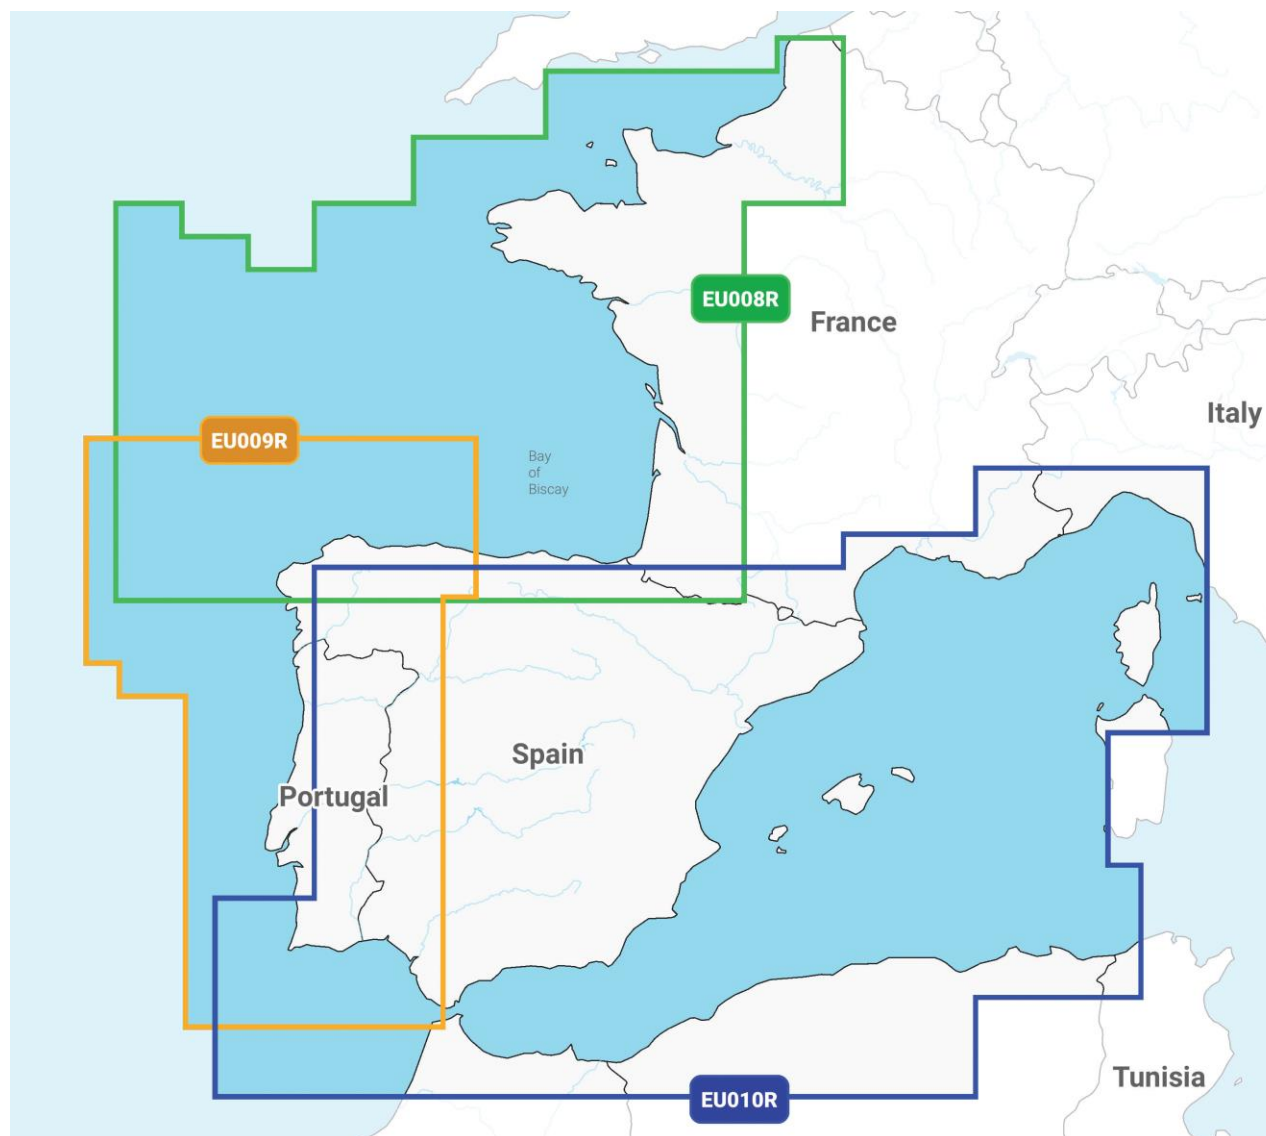 EU008R
France
Italy
EU009R
Bay
of
Biscay
Spain
Portugal
Tunisia
EU010R